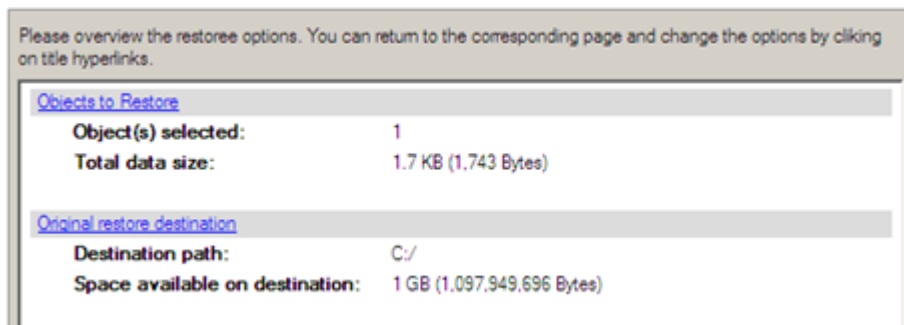 Please overview the restoree options. You can return to the corresponding page and change the options by cliking
on title hyperlinks.
Objects to Restore
Object(s) selected: 1
Total data size: 1.7 KB (1,743 Bytes)
Original restore destination
Destination path: C:/
Space available on destination: 1 GB (1,097,949,696 Bytes)